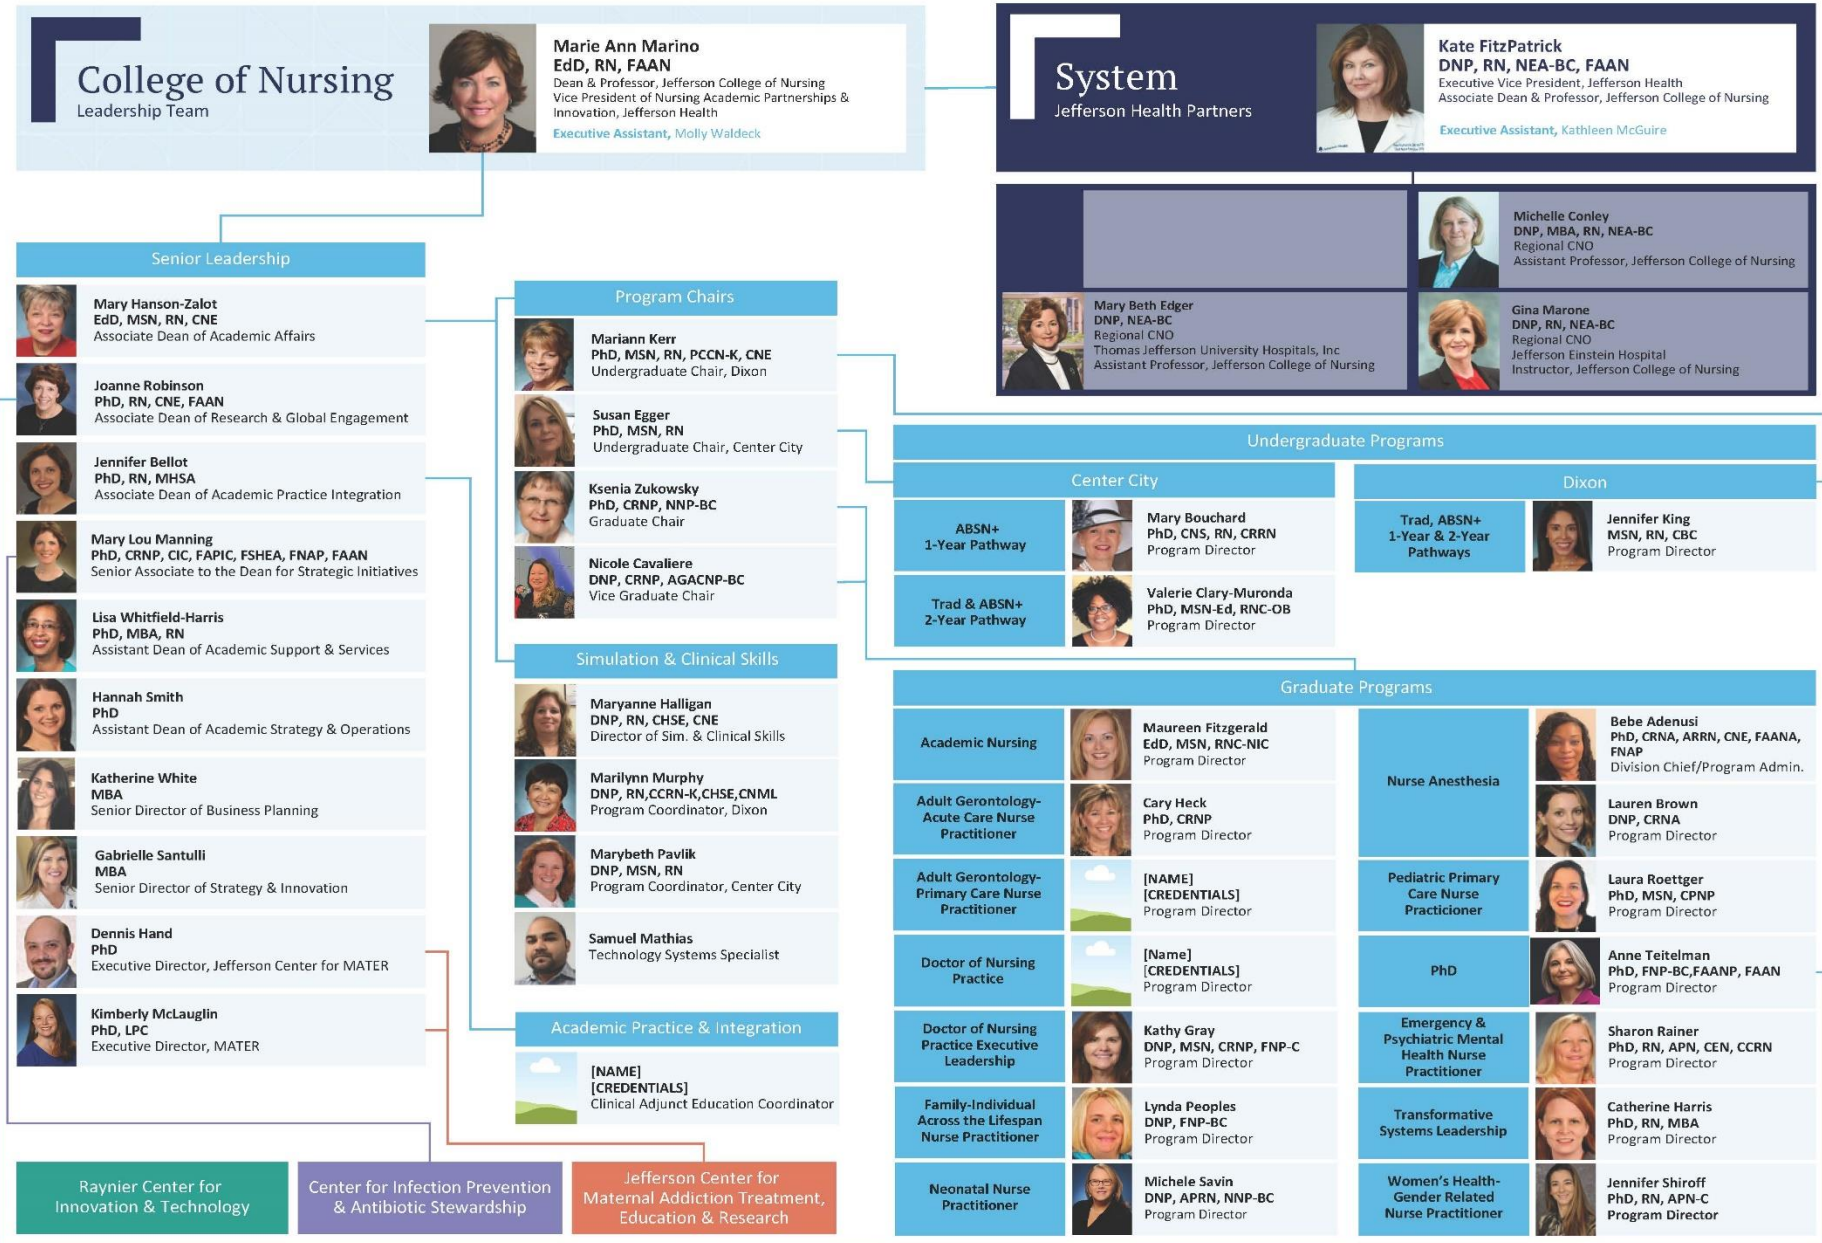 College of Nursing
Leadership Team
Marie Ann Marino
EdD, RN, FAAN
Dean & Professor, Jefferson College of Nursing
Vice President of Nursing Academic Partnerships &
Innovation, Jefferson Health
Executive Assistant, Molly Waldeck
System
Jefferson Health Partners
Kate FitzPatrick
DNP, RN, NEA-BC, FAAN
Executive Vice President, Jefferson Health
Associate Dean & Professor, Jefferson College of Nursing
Executive Assistant, Kathleen McGuire
Michelle Conley
DNP, MBA, RN, NEA-BC
Regional CNO
Assistant Professor, Jefferson College of Nursing
Mary Beth Edger
DNP, NEA-BC
Regional CNO
Thomas Jefferson University Hospitals, Inc
Assistant Professor, Jefferson College of Nursing
Gina Marone
DNP, RN, NEA-BC
Regional CNO
Jefferson Einstein Hospital
Instructor, Jefferson College of Nursing
Senior Leadership
Mary Hanson-Zalot
EdD, MSN, RN, CNE
Associate Dean of Academic Affairs
Joanne Robinson
PhD, RN, CNE, FAAN
Associate Dean of Research & Global Engagement
Jennifer Bellot
PhD, RN, MHSA
Associate Dean of Academic Practice Integration
Mary Lou Manning
PhD, CRNP, CIC, FAPIC, FSHEA, FNAP, FAAN
Senior Associate to the Dean for Strategic Initiatives
Lisa Whitfield-Harris
PhD, MBA, RN
Assistant Dean of Academic Support & Services
Hannah Smith
PhD
Assistant Dean of Academic Strategy & Operations
Katherine White
MBA
Senior Director of Business Planning
Gabrielle Santulli
MBA
Senior Director of Strategy & Innovation
Dennis Hand
PhD
Executive Director, Jefferson Center for MATER
Kimberly McLauglin
PhD, LPC
Executive Director, MATER
Program Chairs
Mariann Kerr
PhD, MSN, RN, PCCN-K, CNE
Undergraduate Chair, Dixon
Susan Egger
PhD, MSN, RN
Undergraduate Chair, Center City
Ksenia Zukowsky
PhD, CRNP, NNP-BC
Graduate Chair
Nicole Cavaliere
DNP, CRNP, AGACNP-BC
Vice Graduate Chair
Simulation & Clinical Skills
Maryanne Halligan
DNP, RN, CHSE, CNE
Director of Sim. & Clinical Skills
Marilynn Murphy
DNP, RN,CCRN-K,CHSE,CNML
Program Coordinator, Dixon
Marybeth Pavlik
DNP, MSN, RN
Program Coordinator, Center City
Samuel Mathias
Technology Systems Specialist
Academic Practice & Integration
[NAME]
[CREDENTIALS]
Clinical Adjunct Education Coordinator
Undergraduate Programs
Center City
ABSN+
1-Year Pathway
Mary Bouchard
PhD, CNS, RN, CRRN
Program Director
Trad & ABSN+
2-Year Pathway
Valerie Clary-Muronda
PhD, MSN-Ed, RNC-OB
Program Director
Dixon
Trad, ABSN+
1-Year & 2-Year
Pathways
Jennifer King
MSN, RN, CBC
Program Director
Graduate Programs
Academic Nursing
Maureen Fitzgerald
EdD, MSN, RNC-NIC
Program Director
Adult Gerontology-
Acute Care Nurse
Practitioner
Cary Heck
PhD, CRNP
Program Director
Adult Gerontology-
Primary Care Nurse
Practitioner
[NAME]
[CREDENTIALS]
Program Director
Doctor of Nursing
Practice
[Name]
[CREDENTIALS]
Program Director
Doctor of Nursing
Practice Executive
Leadership
Kathy Gray
DNP, MSN, CRNP, FNP-C
Program Director
Family-Individual
Across the Lifespan
Nurse Practitioner
Lynda Peoples
DNP, FNP-BC
Program Director
Neonatal Nurse
Practitioner
Michele Savin
DNP, APRN, NNP-BC
Program Director
Nurse Anesthesia
Bebe Adenusi
PhD, CRNA, ARRN, CNE, FAANA,
FNAP
Division Chief/Program Admin.
Lauren Brown
DNP, CRNA
Program Director
Pediatric Primary
Care Nurse
Practicioner
Laura Roettger
PhD, MSN, CPNP
Program Director
PhD
Anne Teitelman
PhD, FNP-BC,FAANP, FAAN
Program Director
Emergency &
Psychiatric Mental
Health Nurse
Practitioner
Sharon Rainer
PhD, RN, APN, CEN, CCRN
Program Director
Transformative
Systems Leadership
Catherine Harris
PhD, RN, MBA
Program Director
Women's Health-
Gender Related
Nurse Practitioner
Jennifer Shiroff
PhD, RN, APN-C
Program Director
Raynier Center for
Innovation & Technology
Center for Infection Prevention
& Antibiotic Stewardship
Jefferson Center for
Maternal Addiction Treatment,
Education & Research